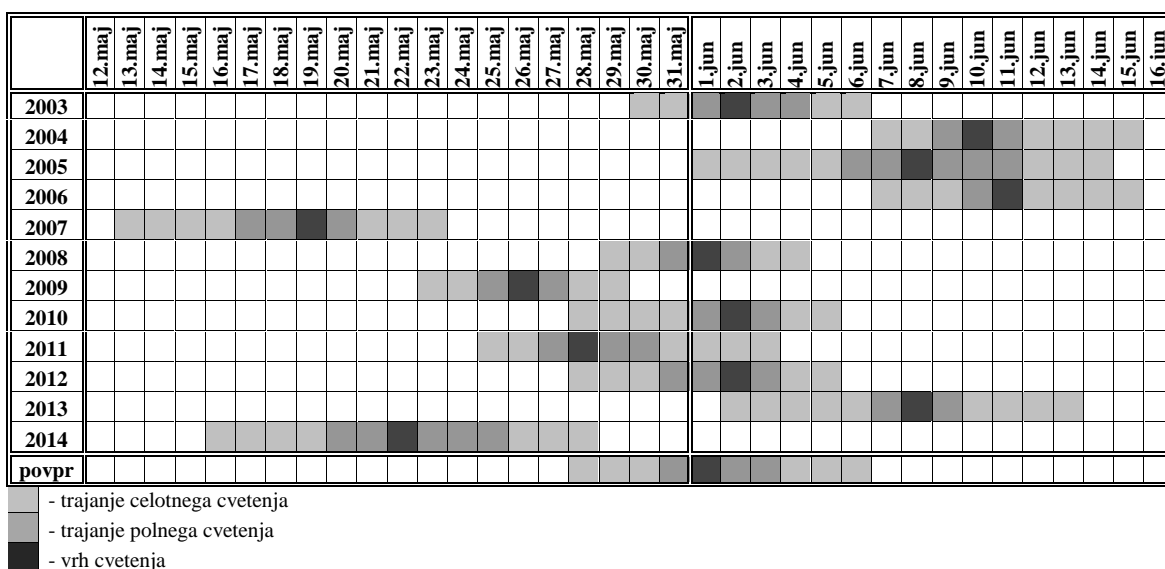 12.maj 13.maj 14.maj 15.maj 16.maj 17.maj 18.maj 19.maj 20.maj 21.maj 22.maj 23.maj 24.maj 25.maj 26.maj 27.maj 28.maj 29.maj 30.maj 31.maj 1.jun 2.jun 3.jun 4.jun 5.jun 6.jun 7.jun 8.jun 9.jun 10.jun 11.jun 12.jun 13.jun 14.jun 15.jun 16.jun
2003
2004
2005
2006
2007
2008
2009
2010
2011
2012
2013
2014
povpr
- trajanje celotnega cvetenja
- trajanje polnega cvetenja
- vrh cvetenja